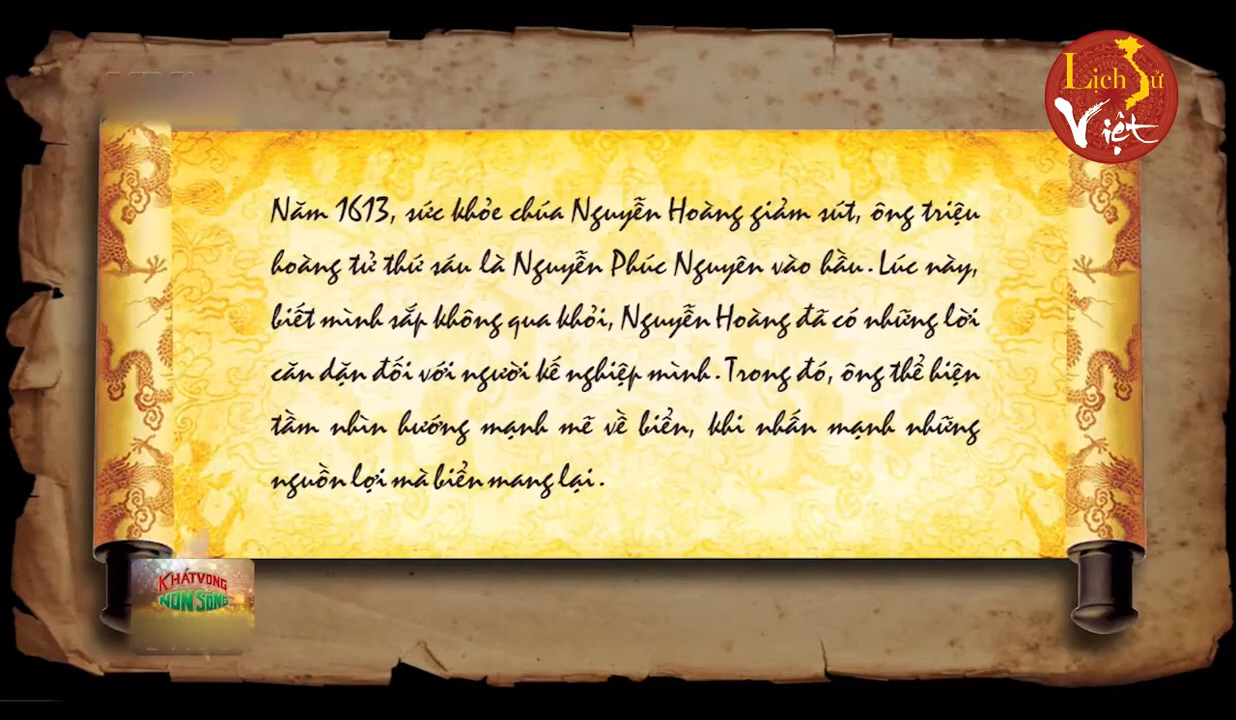 Lịch Sử
Việt
Năm 1613, sức khỏe chúa Nguyễn Hoàng giảm sút, ông triệu
hoàng tử thứ sáu là Nguyễn Phúc Nguyên vào hầu. Lúc này,
biết mình sắp không qua khỏi, Nguyễn Hoàng đã có những lời
căn dặn đối với người kế nghiệp mình. Trong đó, ông thể hiện
tầm nhìn hướng mạnh mẽ về biển, khi nhấn mạnh những
nguồn lợi mà biển mang lại.
KHÁT VỌNG
NON SÔNG